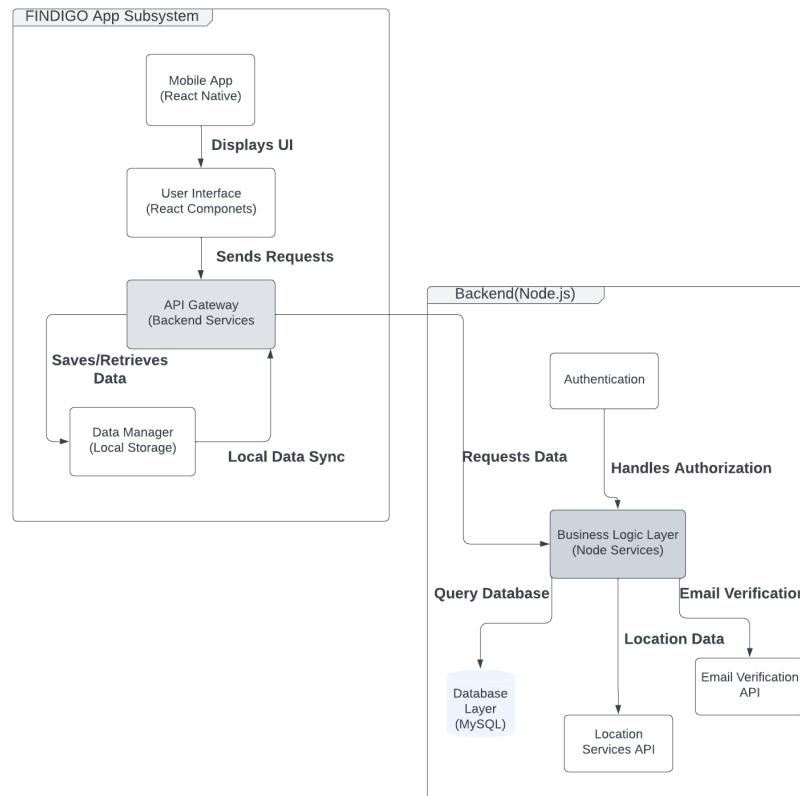 FINDIGO App Subsystem
Mobile App
(React Native)
Displays UI
User Interface
(React Componets)
Sends Requests
API Gateway
(Backend Services
Saves/Retrieves
Data
Data Manager
(Local Storage)
Local Data Sync
Backend(Node.js)
Authentication
Requests Data
Handles Authorization
Business Logic Layer
(Node Services)
Query Database
Email Verification
Location Data
Database
Layer
(MySQL)
Email Verification
API
Location
Services API